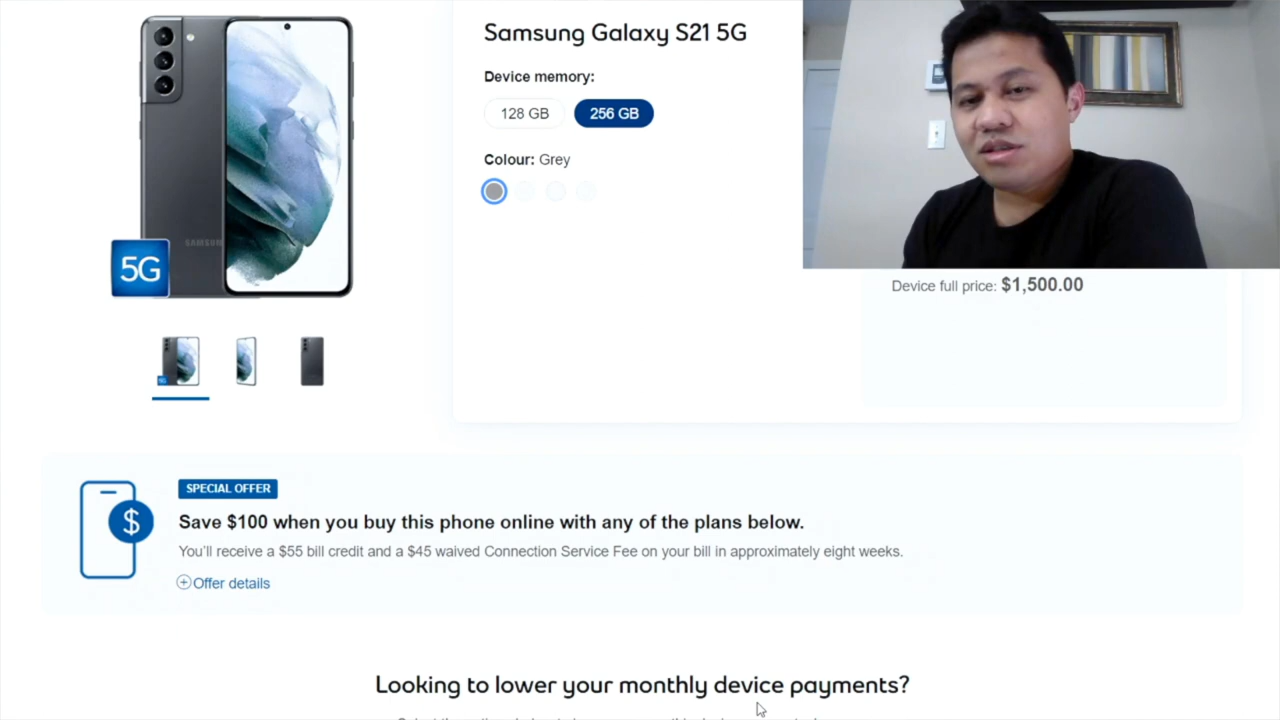 Samsung Galaxy S21 5G
Device memory:
128 GB
256 GB
Colour: Grey
SAMSUNG
5G
Device full price: $1,500.00
SPECIAL OFFER
$
Save $100 when you buy this phone online with any of the plans below.
You'll receive a $55 bill credit and a $45 waived Connection Service Fee on your bill in approximately eight weeks.
+Offer details
Looking to lower your monthly device payments?